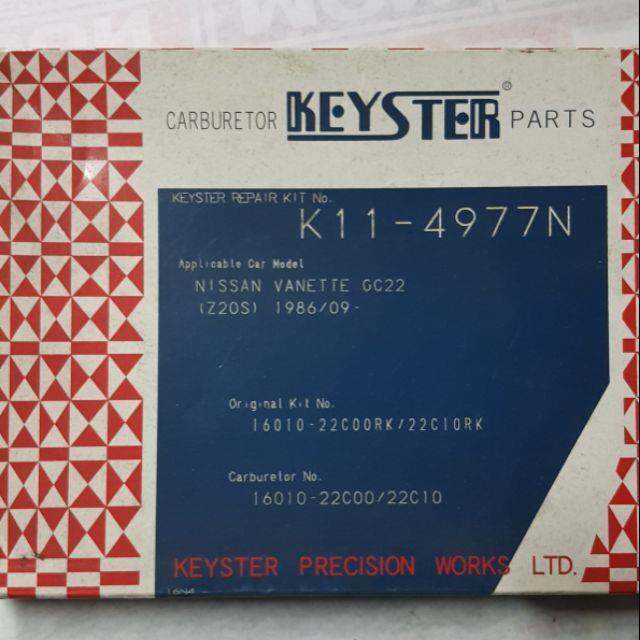 CARBURETOR KEYSTER® PARTS
KEYSTER REPAIR KIT No.
K11-4977N
Applicable Car Model
NISSAN VANETTE GC22
(Z20S) 1986/09-
Original Kit No.
16010-22C00RK/22C10RK
Carburetor No.
16010-22C00/22C10
KEYSTER PRECISION WORKS LTD.